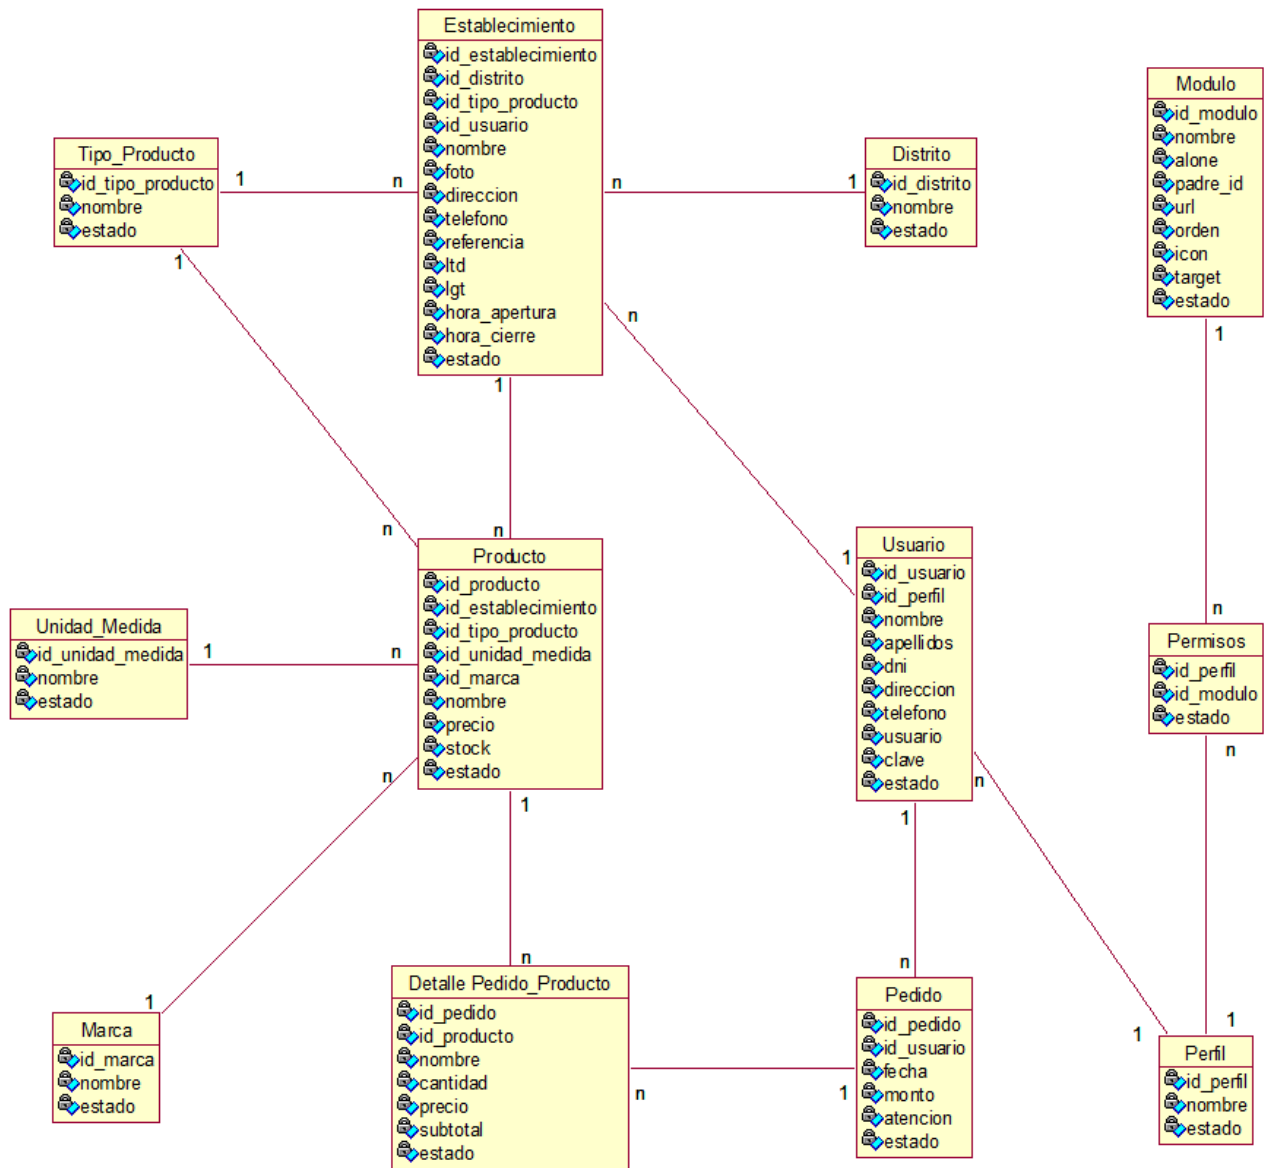 Establecimiento
id_establecimiento
id_distrito
id_tipo_producto
id_usuario
nombre
foto
direccion
telefono
referencia
ltd
lgt
hora_apertura
hora_cierre
estado
Modulo
id_modulo
nombre
alone
padre_id
url
orden
icon
target
estado
Tipo_Producto
id_tipo_producto
nombre
estado
Distrito
id_distrito
nombre
estado
1
n
n
1
1
n
1
1
n
n
1
n
Producto
id_producto
id_establecimiento
id_tipo_producto
id_unidad_medida
id_marca
nombre
precio
stock
estado
Usuario
id_usuario
id_perfil
nombre
apellidos
dni
direccion
telefono
usuario
clave
estado
Unidad_Medida
id_unidad_medida
nombre
estado
1
n
Permisos
id_perfil
id_modulo
estado
n
n
n
1
1
n
n
1
1
1
Detalle Pedido_Producto
id_pedido
id_producto
nombre
cantidad
precio
subtotal
estado
Pedido
id_pedido
id_usuario
fecha
monto
atencion
estado
Marca
id_marca
nombre
estado
Perfil
id_perfil
nombre
estado
n
1